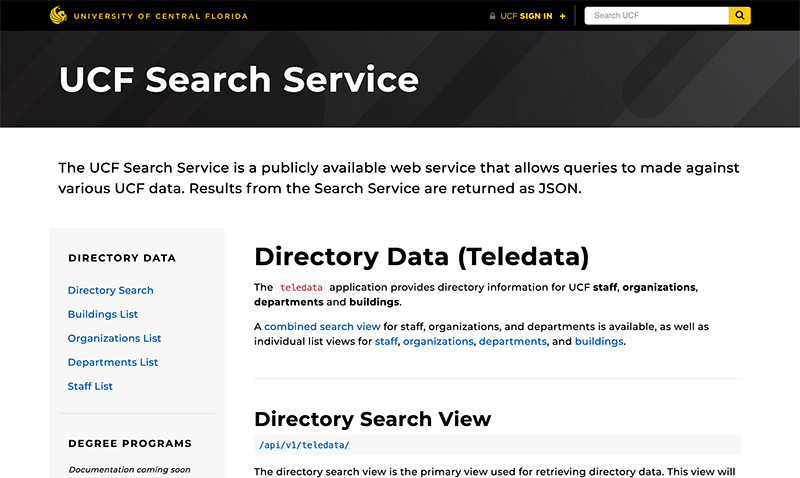 UNIVERSITY OF CENTRAL FLORIDA
UCF SIGN IN +
Search UCF
UCF Search Service
The UCF Search Service is a publicly available web service that allows queries to made against
various UCF data. Results from the Search Service are returned as JSON.
DIRECTORY DATA
Directory Search
Buildings List
Organizations List
Departments List
Staff List
DEGREE PROGRAMS
Documentation coming soon
Directory Data (Teledata)
The teledata application provides directory information for UCF staff, organizations,
departments and buildings.
A combined search view for staff, organizations, and departments is available, as well as
individual list views for staff, organizations, departments, and buildings.
Directory Search View
/api/v1/teledata/
The directory search view is the primary view used for retrieving directory data. This view will